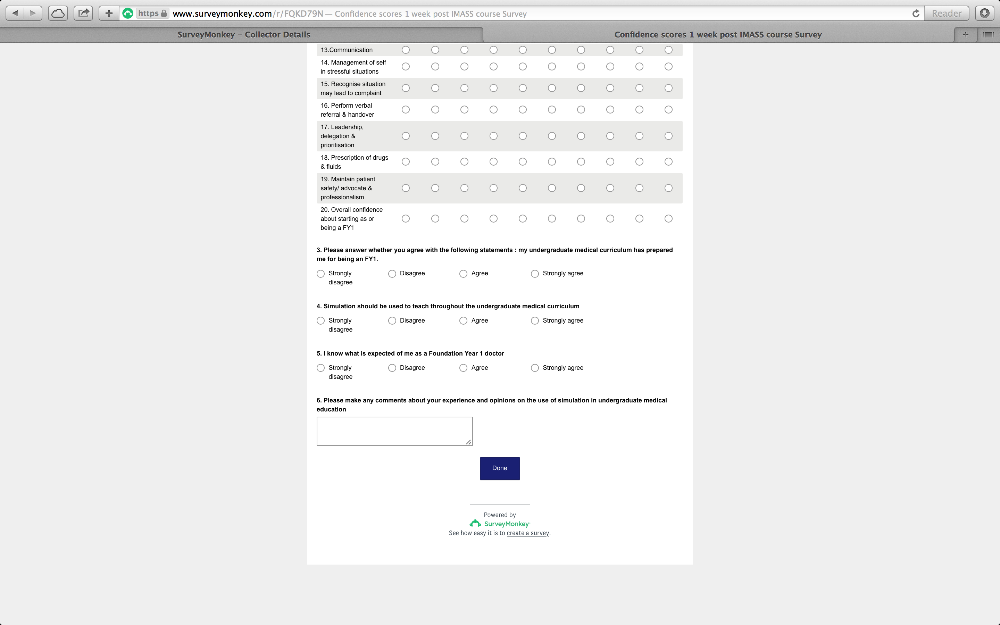 https www.surveymonkey.com/r/FQKD79N — Confidence scores 1 week post IMASS course Survey Reader
SurveyMonkey – Collector Details
Confidence scores 1 week post IMASS course Survey
13.Communication
14. Management of self
in stressful situations
15. Recognise situation
may lead to complaint
16. Perform verbal
referral & handover
17. Leadership,
delegation &
prioritisation
18. Prescription of drugs
& fluids
19. Maintain patient
safety/ advocate &
professionalism
20. Overall confidence
about starting as or
being a FY1
3. Please answer whether you agree with the following statements : my undergraduate medical curriculum has prepared
me for being an FY1.
Strongly
disagree
Disagree
Agree
Strongly agree
4. Simulation should be used to teach throughout the undergraduate medical curriculum
Strongly
disagree
Disagree
Agree
Strongly agree
5. I know what is expected of me as a Foundation Year 1 doctor
Strongly
disagree
Disagree
Agree
Strongly agree
6. Please make any comments about your experience and opinions on the use of simulation in undergraduate medical
education
Done
Powered by
SurveyMonkey
See how easy it is to create a survey.